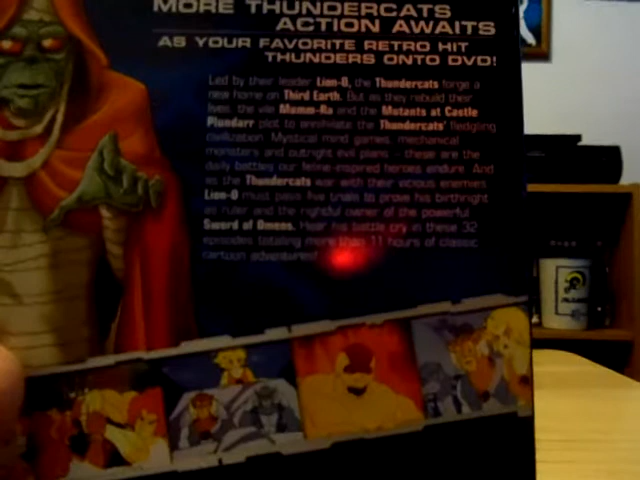 MORE THUNDERCATS
ACTION AWAITS
AS YOUR FAVORITE RETRO HIT
THUNDERS ONTO DVD!
Led by their leader Lion-O, the Thundercats forge a
new home on Third Earth. But as they rebuild their
lives, the vile Mumm-Ra and the Mutants at Castle
Plundarr plot to annihilate the Thundercats' fledgling
civilization. Mystical mind games, mechanical
monsters and outright evil plans – these are the
daily battles our feline-inspired heroes endure. And
as the Thundercats war with their vicious enemies
Lion-O must pass five trials to prove his birthright
as ruler and the rightful owner of the powerful
Sword of Omens. Hear his battle cry in these 32
episodes totaling more than 11 hours of classic
cartoon adventures!